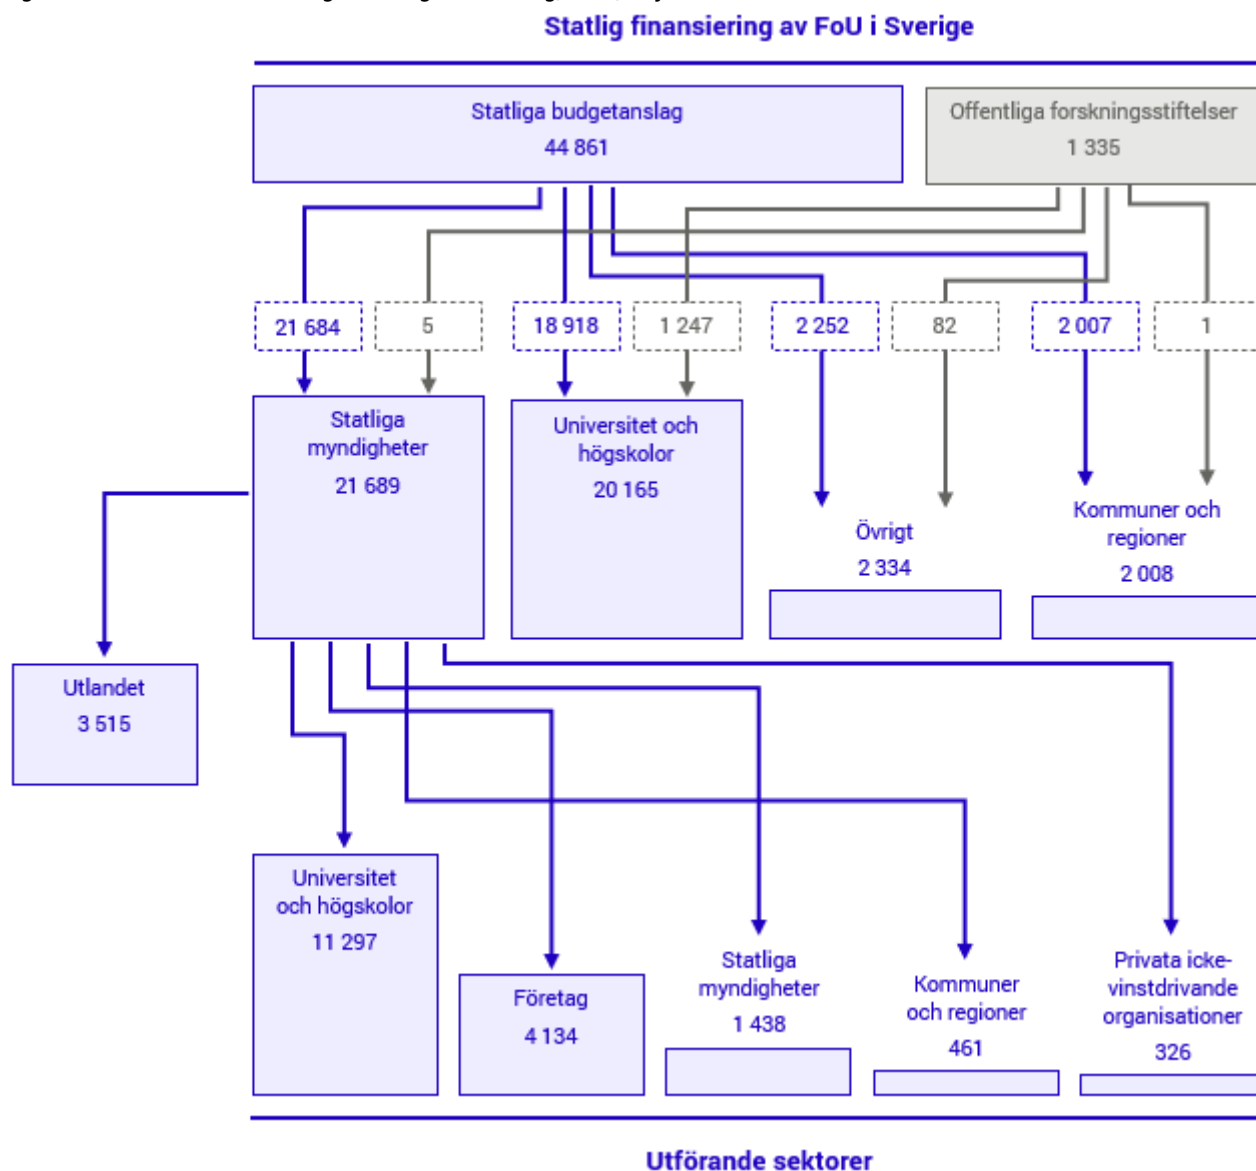 Statlig finansiering av FoU i Sverige
Statliga budgetanslag
44 861
Offentliga forskningsstiftelser
1 335
21 684
5
18 918
1 247
2 252
82
2 007
1
Statliga
myndigheter
21 689
Universitet och
högskolor
20 165
Övrigt
2 334
Kommuner och
regioner
2 008
Utlandet
3 515
Universitet
och högskolor
11 297
Företag
4 134
Statliga
myndigheter
1 438
Kommuner
och regioner
461
Privata icke-
vinstdrivande
organisationer
326
Utförande sektorer